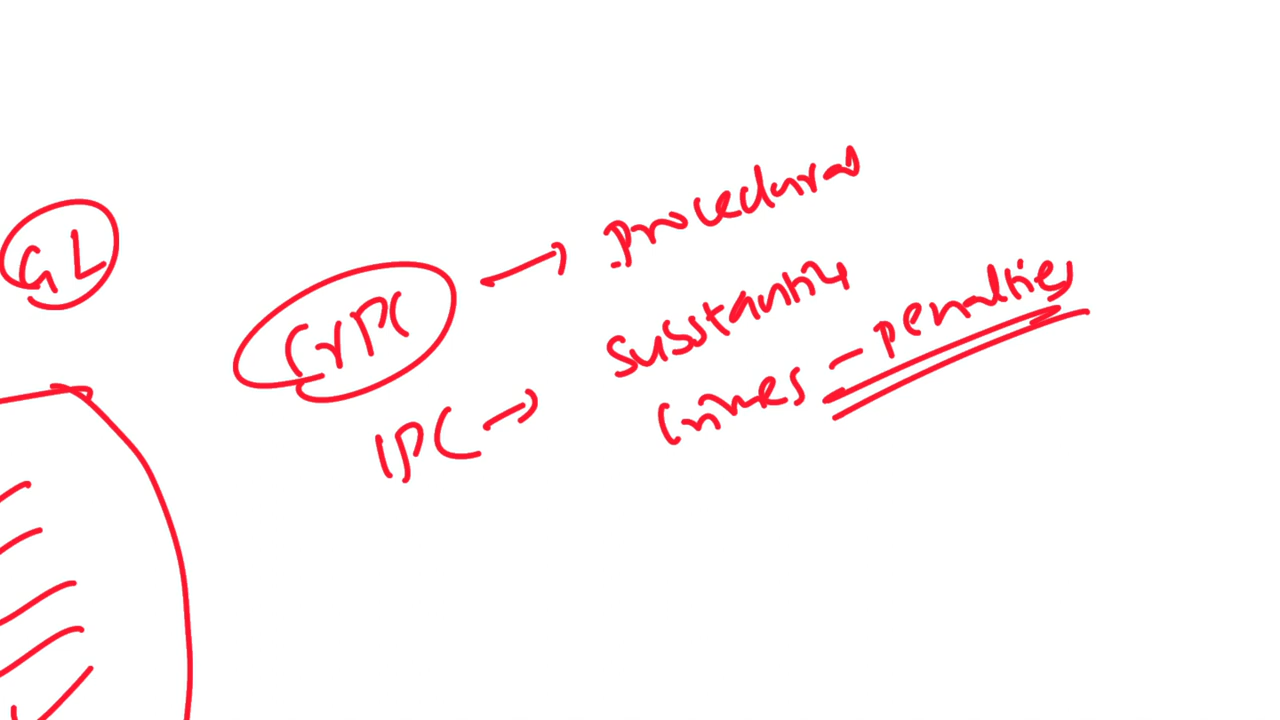 GL
CrPC → Procedural
IPC → substantive
Crimes - penalties